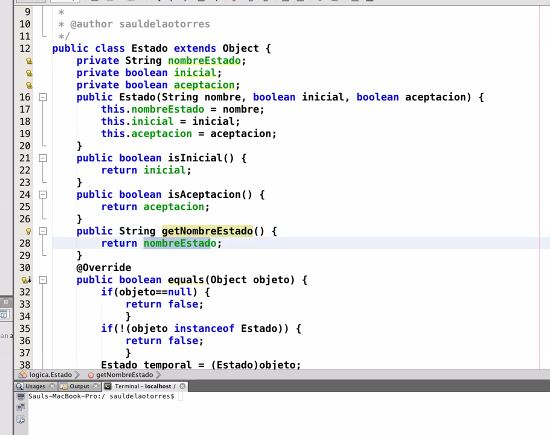 9 *
10 * @author sauldelaotorres
11 */
12 public class Estado extends Object {
private String nombreEstado;
private boolean inicial;
private boolean aceptacion;
16 public Estado(String nombre, boolean inicial, boolean aceptacion) {
17 this.nombreEstado = nombre;
18 this.inicial = inicial;
19 this.aceptacion = aceptacion;
20 }
21 public boolean isInicial() {
22 return inicial;
23 }
24 public boolean isAceptacion() {
25 return aceptacion;
26 }
public String getNombreEstado() {
28 return nombreEstado;
29 }
30 @Override
public boolean equals(Object objeto) {
32 if(objeto==null) {
33 return false;
34 }
35 if(!(objeto instanceof Estado)) {
36 return false;
37 }
38 Estado temporal = (Estado)objeto;
logica.Estado > getNombreEstado >
Usages Output Terminal - localhost /
Sauls-MacBook-Pro:/ sauldelaotorres$